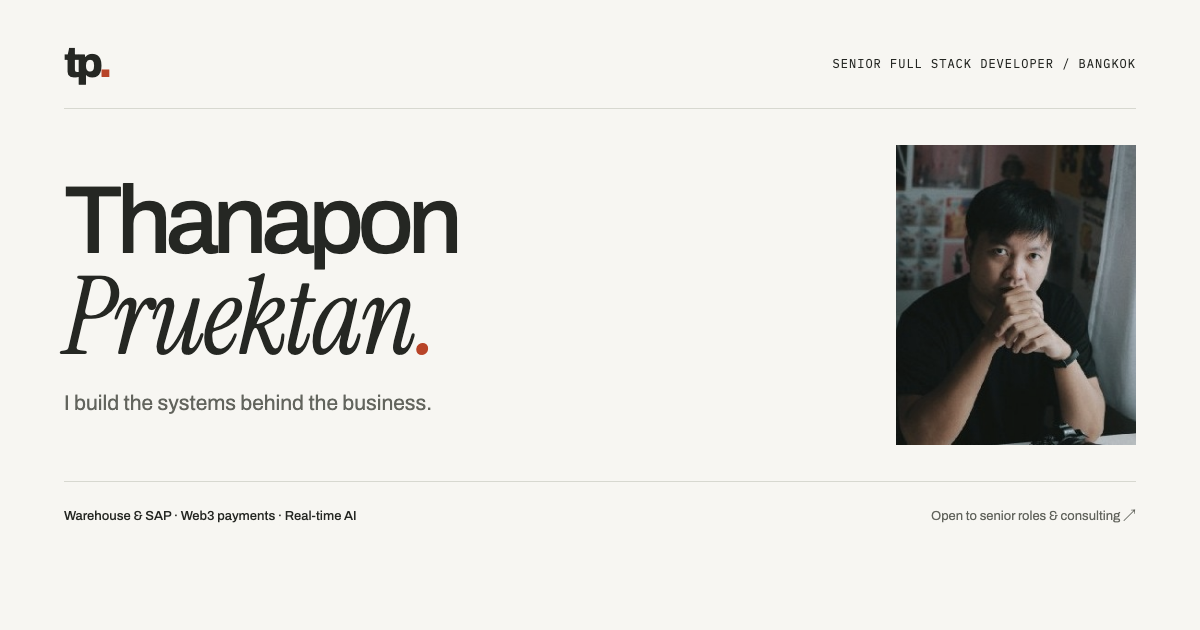 tp.
SENIOR FULL STACK DEVELOPER / BANGKOK
Thanapon
Pruektan.
I build the systems behind the business.
Warehouse & SAP · Web3 payments · Real-time AI
Open to senior roles & consulting ↗